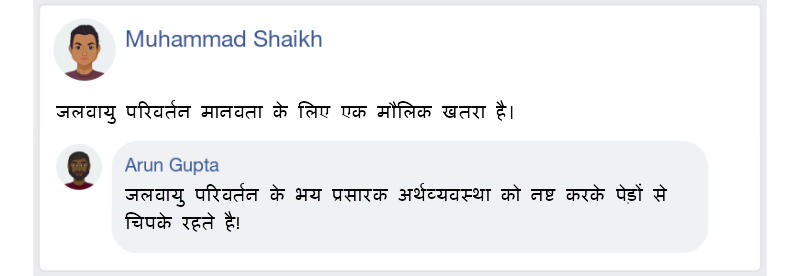 Muhammad Shaikh
जलवायु परिवर्तन मानवता के लिए एक मौलिक खतरा है।
Arun Gupta
जलवायु परिवर्तन के भय प्रसारक अर्थव्यवस्था को नष्ट करके पेड़ों से
चिपके रहते है!